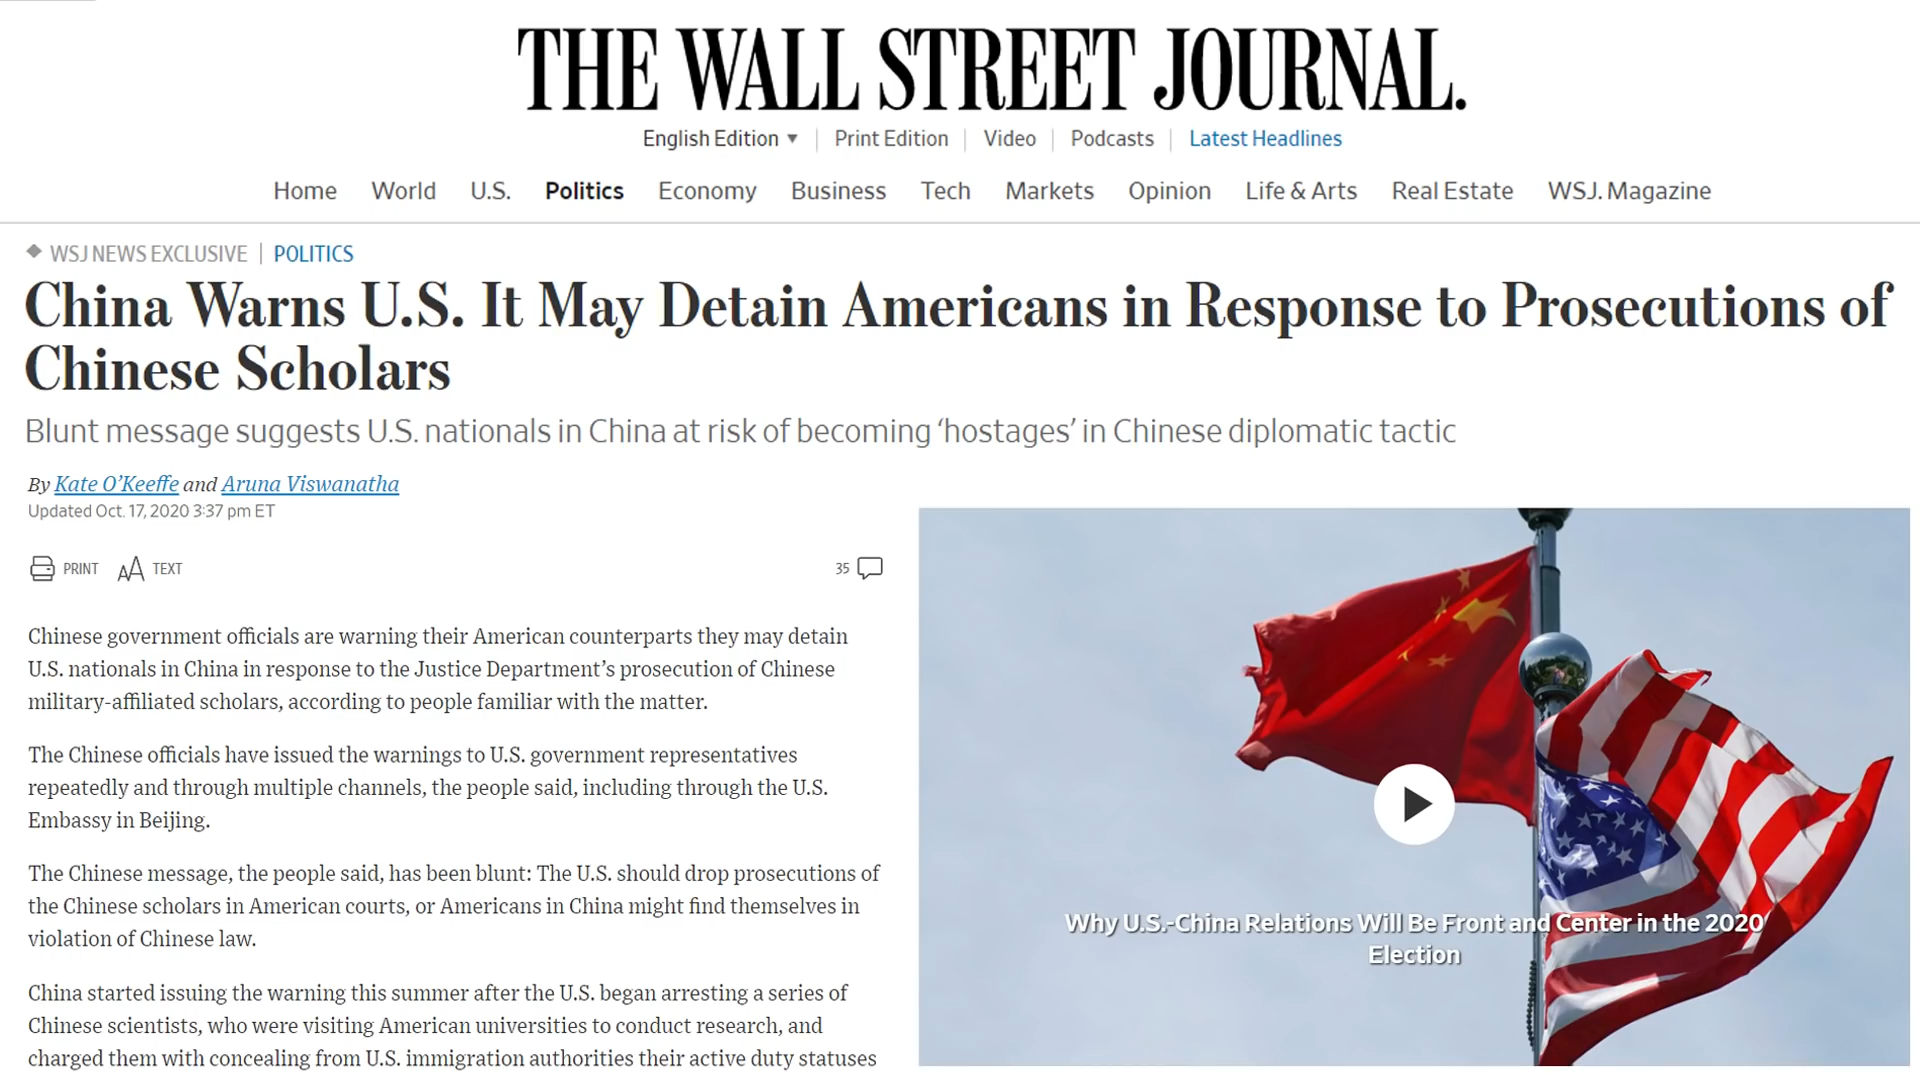 THE WALL STREET JOURNAL.
English Edition ▼ | Print Edition | Video | Podcasts | Latest Headlines
Home World U.S. Politics Economy Business Tech Markets Opinion Life & Arts Real Estate WSJ. Magazine
◆ WSJ NEWS EXCLUSIVE | POLITICS
China Warns U.S. It May Detain Americans in Response to Prosecutions of
Chinese Scholars
Blunt message suggests U.S. nationals in China at risk of becoming ‘hostages’ in Chinese diplomatic tactic
By Kate O’Keeffe and Aruna Viswanatha
Updated Oct. 17, 2020 3:37 pm ET
PRINT AA TEXT
35
Chinese government officials are warning their American counterparts they may detain
U.S. nationals in China in response to the Justice Department’s prosecution of Chinese
military-affiliated scholars, according to people familiar with the matter.
The Chinese officials have issued the warnings to U.S. government representatives
repeatedly and through multiple channels, the people said, including through the U.S.
Embassy in Beijing.
The Chinese message, the people said, has been blunt: The U.S. should drop prosecutions of
the Chinese scholars in American courts, or Americans in China might find themselves in
violation of Chinese law.
China started issuing the warning this summer after the U.S. began arresting a series of
Chinese scientists, who were visiting American universities to conduct research, and
charged them with concealing from U.S. immigration authorities their active duty statuses
Why U.S.-China Relations Will Be Front and Center in the 2020
Election